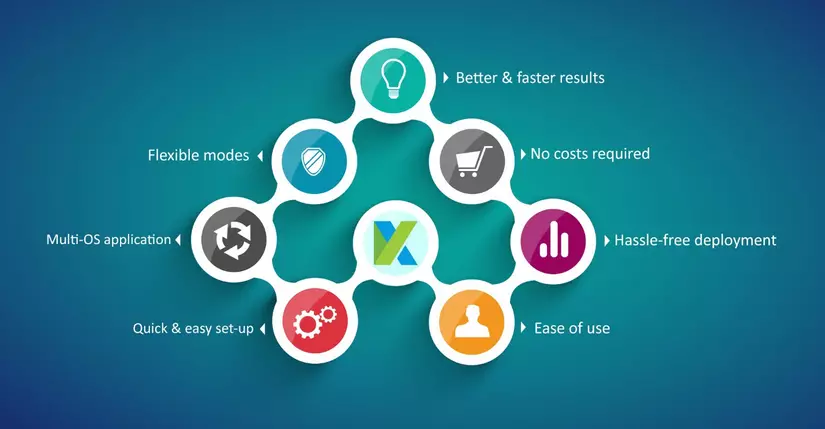 Better & faster results
Flexible modes
No costs required
Multi-OS application
Hassle-free deployment
Quick & easy set-up
Ease of use